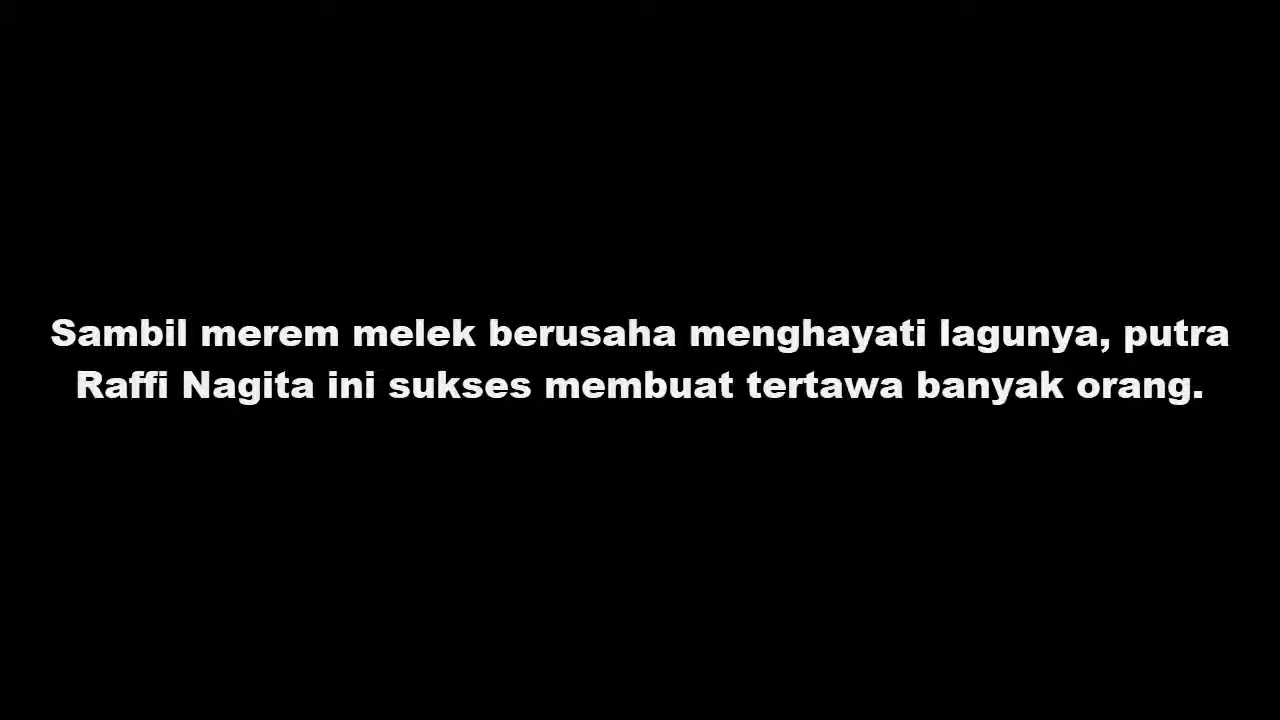 Sambil merem melek berusaha menghayati lagunya, putra
Raffi Nagita ini sukses membuat tertawa banyak orang.